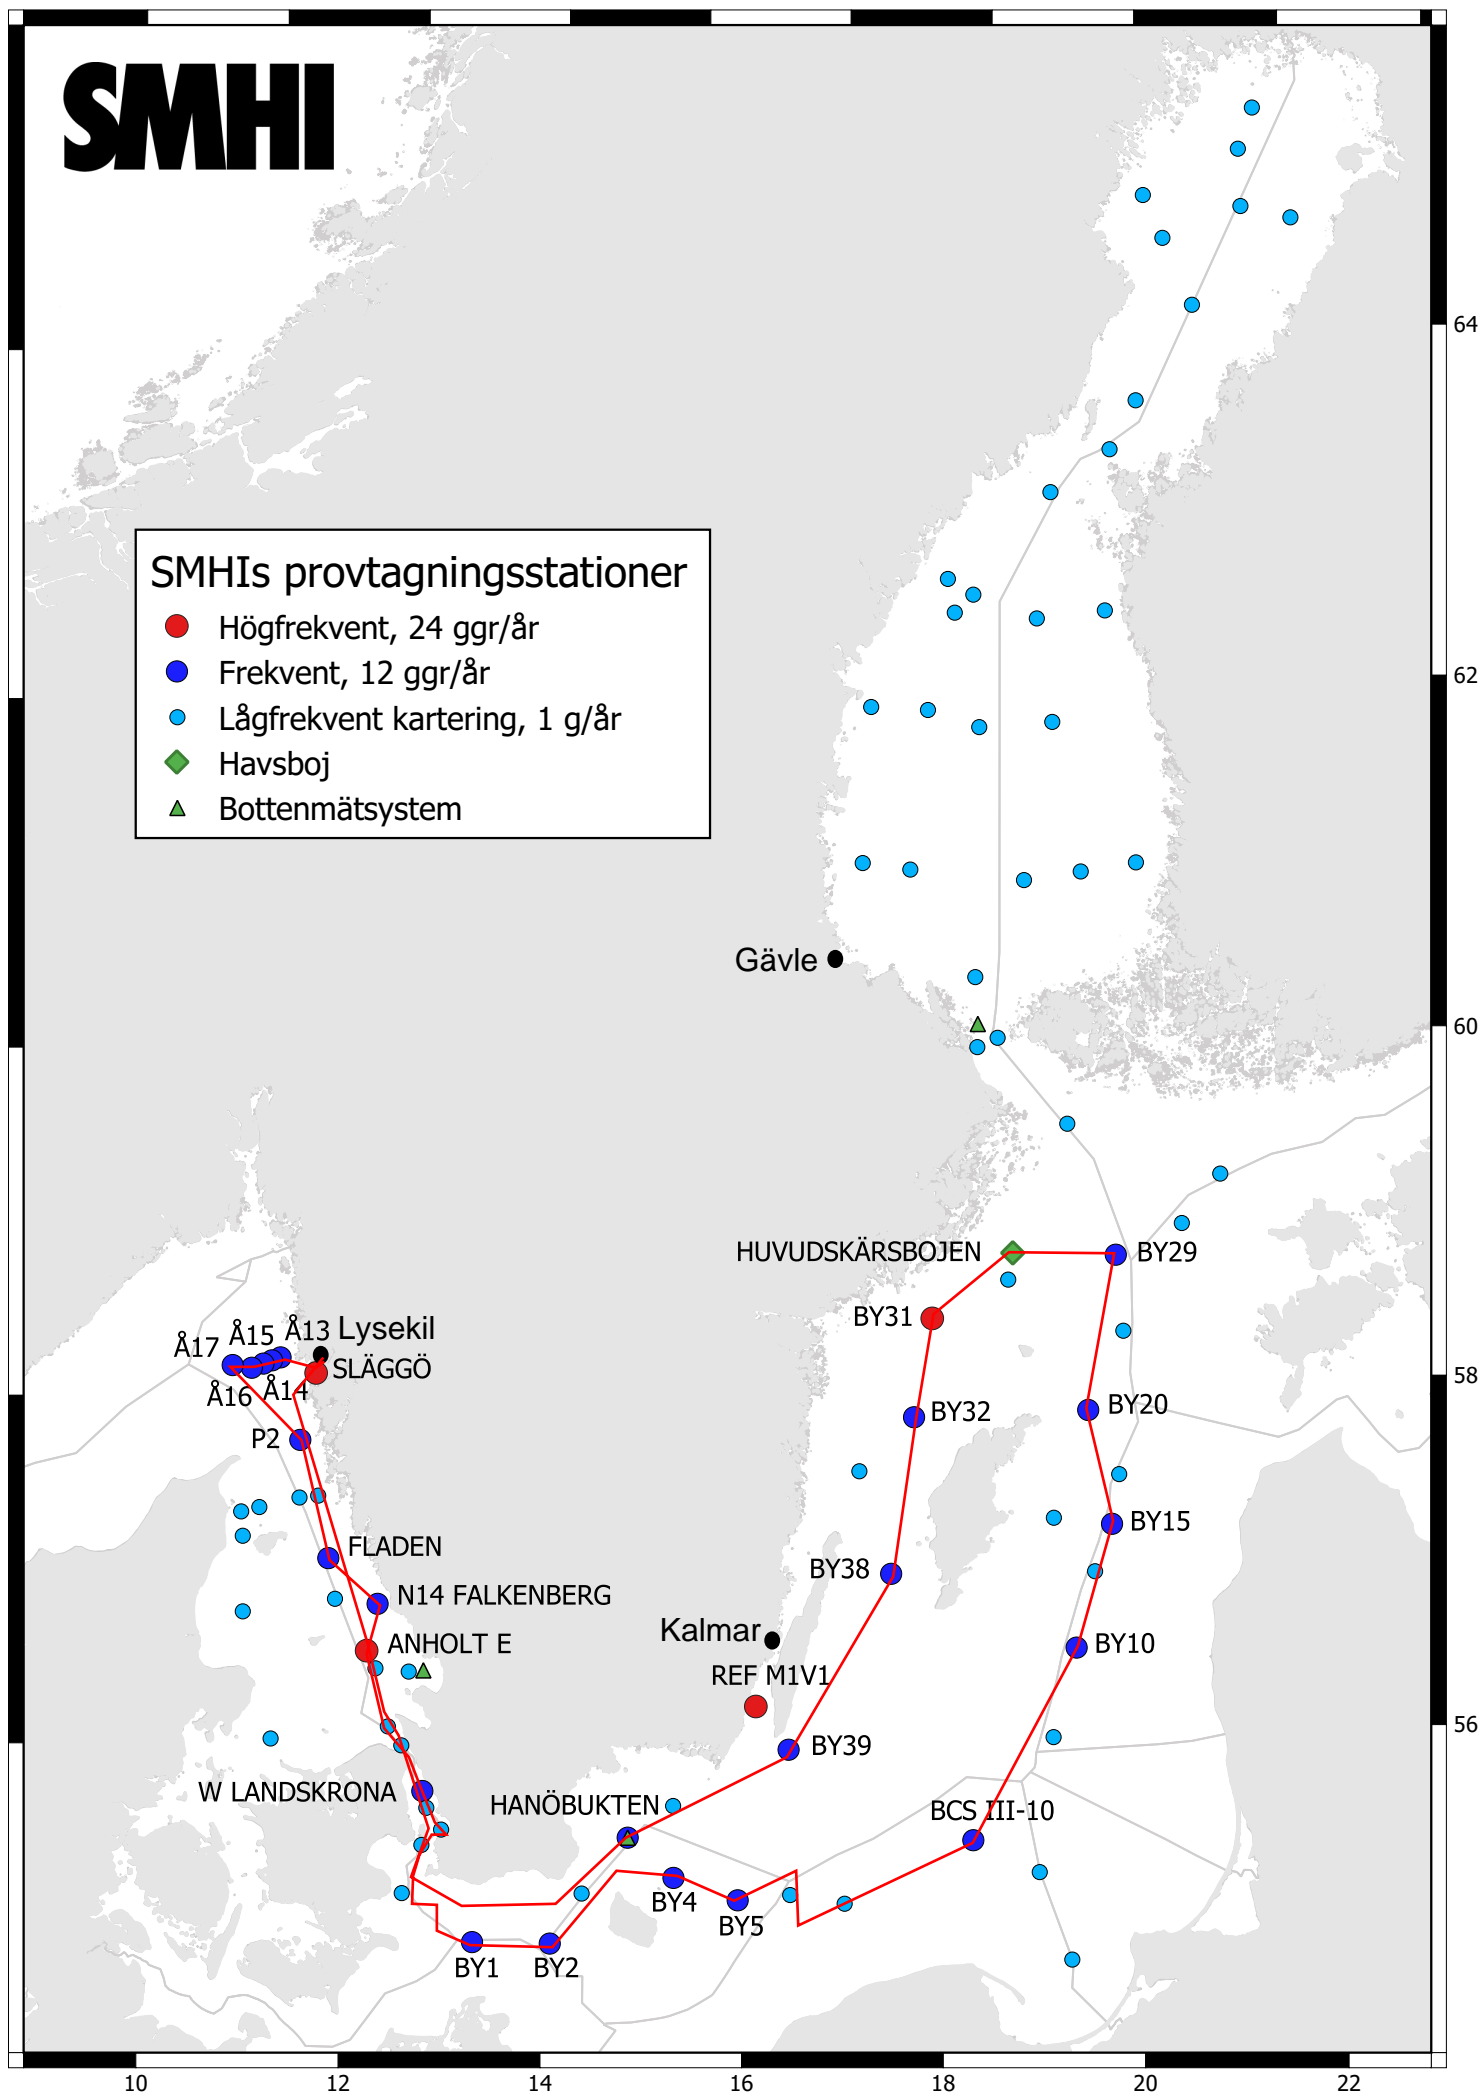 SMHI
64
SMHIs provtagningsstationer
Högfrekvent, 24 ggr/år
Frekvent, 12 ggr/år
Lågfrekvent kartering, 1 g/år
Havsboj
Bottenmätsystem
62
Gävle
60
HUVUDSKÄRSBOJEN
BY29
BY31
Å17
Å15
Å13
Lysekil
SLÄGGÖ
Å16
Å14
58
BY32
BY20
P2
BY15
FLADEN
BY38
N14 FALKENBERG
Kalmar
ANHOLT E
BY10
REF M1V1
56
BY39
W LANDSKRONA
HANÖBUKTEN
BCS III-10
BY4
BY5
BY1
BY2
10
12
14
16
18
20
22